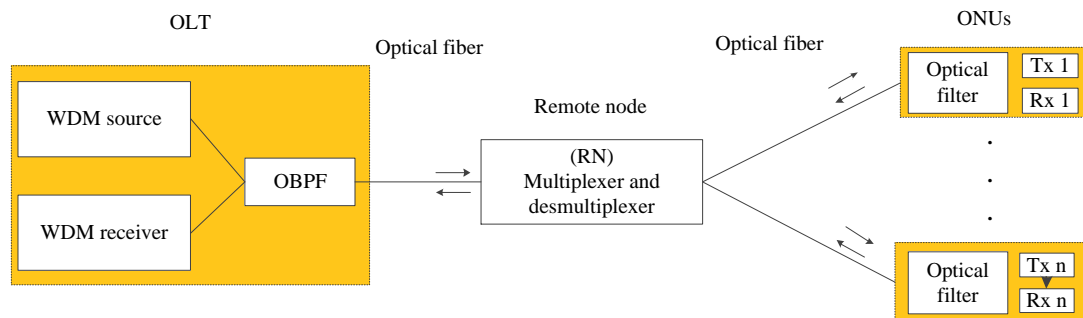 OLT
Optical fiber
Optical fiber
ONUs
WDM source
WDM receiver
OBPF
Remote node
(RN)
Multiplexer and
desmultiplexer
Optical
filter
Tx 1
Rx 1
Optical
filter
Tx n
Rx n